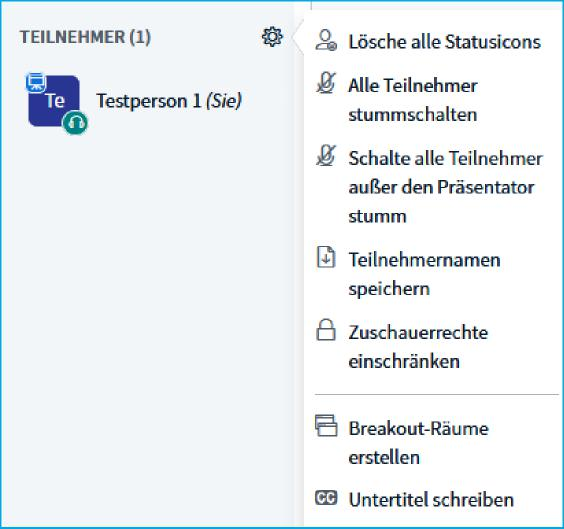 TEILNEHMER (1)
Te
Testperson 1 (Sie)
Lösche alle Statusicons
Alle Teilnehmer
stummschalten
Schalte alle Teilnehmer
außer den Präsentator
stumm
Teilnehmernamen
speichern
Zuschauerrechte
einschränken
Breakout-Räume
erstellen
CC
Untertitel schreiben